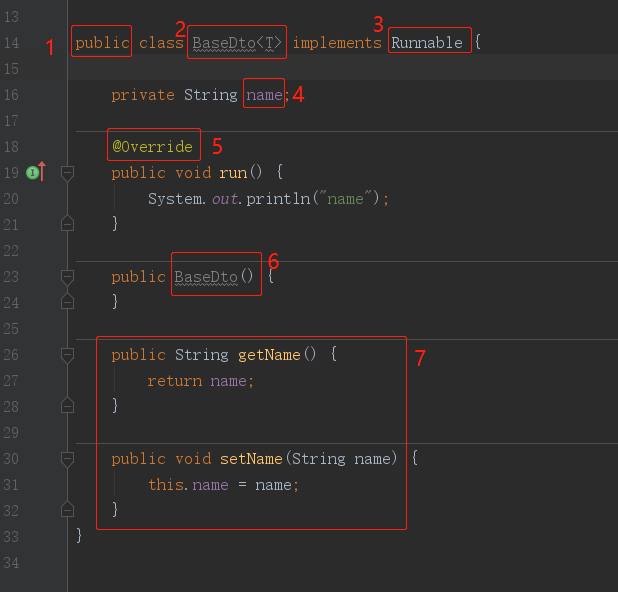 13
1 14 public class 2 BaseDto<T> implements 3 Runnable {
15
16 private String name; 4
17
18 @Override 5
19 I public void run() {
20 System.out.println("name");
21 }
22
23 public BaseDto() { 6
24 }
25
26 public String getName() { 7
27 return name;
28 }
29
30 public void setName(String name) {
31 this.name = name;
32 }
33 }
34